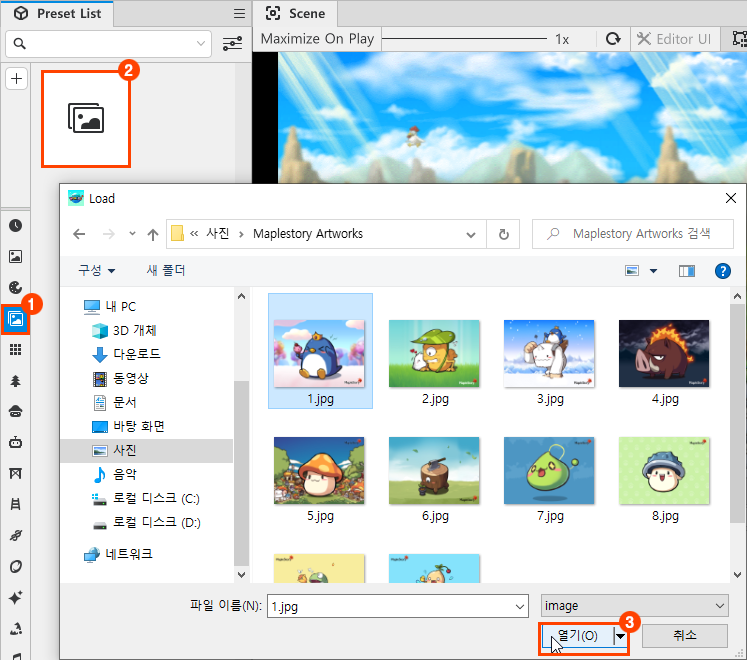 Preset List
Scene
Maximize On Play
1x
Editor UI
2
1
Load
« 사진 > Maplestory Artworks
Maplestory Artworks 검색
구성
새 폴더
내 PC
3D 개체
다운로드
동영상
문서
바탕 화면
사진
음악
로컬 디스크 (C:)
로컬 디스크 (D:)
네트워크
1.jpg
2.jpg
3.jpg
4.jpg
5.jpg
6.jpg
7.jpg
8.jpg
파일 이름(N):
1.jpg
image
3
열기(O)
취소